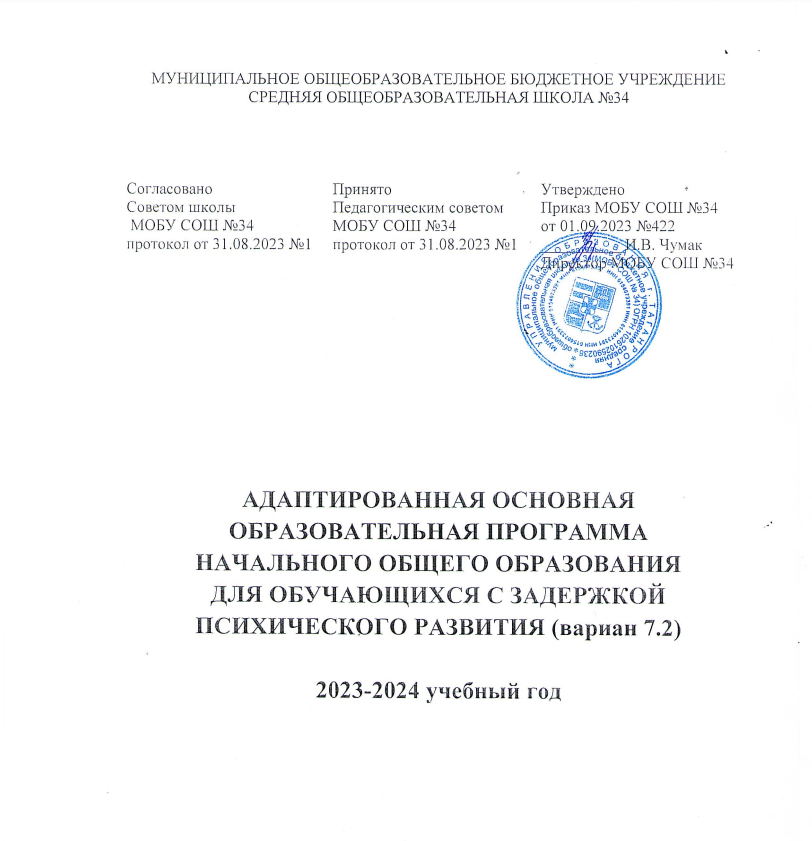 МУНИЦИПАЛЬНОЕ ОБЩЕОБРАЗОВАТЕЛЬНОЕ БЮДЖЕТНОЕ УЧРЕЖДЕНИЕ
СРЕДНЯЯ ОБЩЕОБРАЗОВАТЕЛЬНАЯ ШКОЛА №34
Согласовано
Советом школы
МОБУ СОШ №34
протокол от 31.08.2023 №1
Принято
Педагогическим советом
МОБУ СОШ №34
протокол от 31.08.2023 №1
Утверждено
Приказ МОБУ СОШ №34
от 01.09.2023 №422
И.В. Чумак
Директор МОБУ СОШ №34
УПРАВЛЕНИЕ ОБРАЗОВАНИЯ г. ТАГАНРОГА
АДАПТИРОВАННАЯ ОСНОВНАЯ
ОБРАЗОВАТЕЛЬНАЯ ПРОГРАММА
НАЧАЛЬНОГО ОБЩЕГО ОБРАЗОВАНИЯ
ДЛЯ ОБУЧАЮЩИХСЯ С ЗАДЕРЖКОЙ
ПСИХИЧЕСКОГО РАЗВИТИЯ (вариан 7.2)
2023-2024 учебный год